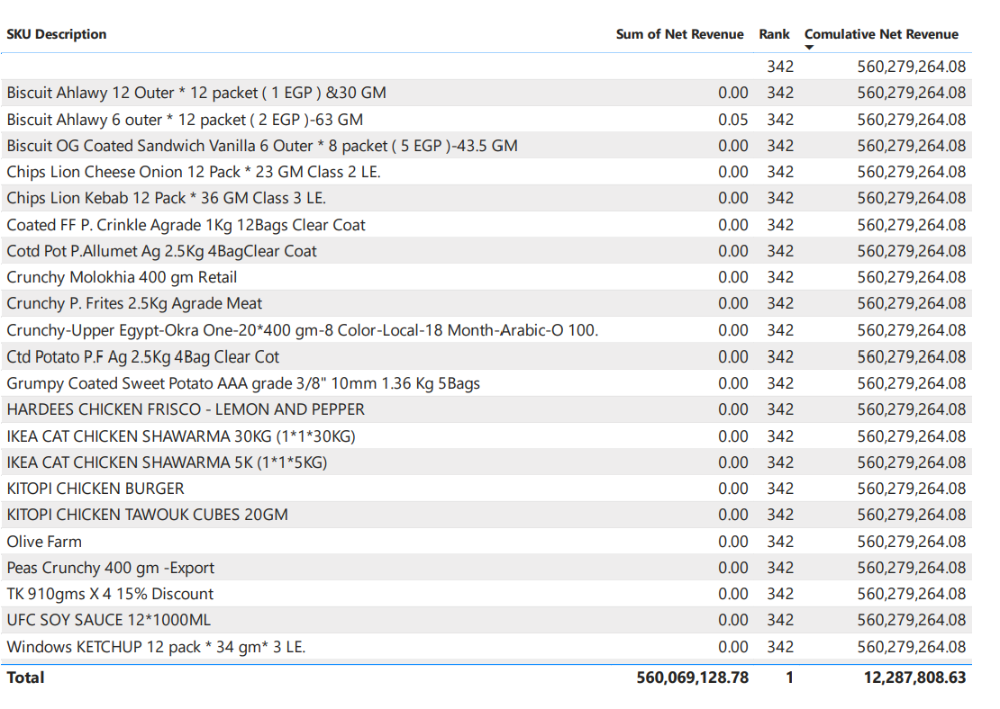 SKU Description Sum of Net Revenue Rank Comulative Net Revenue
342 560,279,264.08
Biscuit Ahlawy 12 Outer * 12 packet ( 1 EGP ) &30 GM 0.00 342 560,279,264.08
Biscuit Ahlawy 6 outer * 12 packet ( 2 EGP )-63 GM 0.05 342 560,279,264.08
Biscuit OG Coated Sandwich Vanilla 6 Outer * 8 packet ( 5 EGP )-43.5 GM 0.00 342 560,279,264.08
Chips Lion Cheese Onion 12 Pack * 23 GM Class 2 LE. 0.00 342 560,279,264.08
Chips Lion Kebab 12 Pack * 36 GM Class 3 LE. 0.00 342 560,279,264.08
Coated FF P. Crinkle Agrade 1Kg 12Bags Clear Coat 0.00 342 560,279,264.08
Cotd Pot P.Allumet Ag 2.5Kg 4BagClear Coat 0.00 342 560,279,264.08
Crunchy Molokhia 400 gm Retail 0.00 342 560,279,264.08
Crunchy P. Frites 2.5Kg Agrade Meat 0.00 342 560,279,264.08
Crunchy-Upper Egypt-Okra One-20*400 gm-8 Color-Local-18 Month-Arabic-O 100. 0.00 342 560,279,264.08
Ctd Potato P.F Ag 2.5Kg 4Bag Clear Cot 0.00 342 560,279,264.08
Grumpy Coated Sweet Potato AAA grade 3/8" 10mm 1.36 Kg 5Bags 0.00 342 560,279,264.08
HARDEES CHICKEN FRISCO - LEMON AND PEPPER 0.00 342 560,279,264.08
IKEA CAT CHICKEN SHAWARMA 30KG (1*1*30KG) 0.00 342 560,279,264.08
IKEA CAT CHICKEN SHAWARMA 5K (1*1*5KG) 0.00 342 560,279,264.08
KITOPI CHICKEN BURGER 0.00 342 560,279,264.08
KITOPI CHICKEN TAWOUK CUBES 20GM 0.00 342 560,279,264.08
Olive Farm 0.00 342 560,279,264.08
Peas Crunchy 400 gm -Export 0.00 342 560,279,264.08
TK 910gms X 4 15% Discount 0.00 342 560,279,264.08
UFC SOY SAUCE 12*1000ML 0.00 342 560,279,264.08
Windows KETCHUP 12 pack * 34 gm* 3 LE. 0.00 342 560,279,264.08
Total 560,069,128.78 1 12,287,808.63